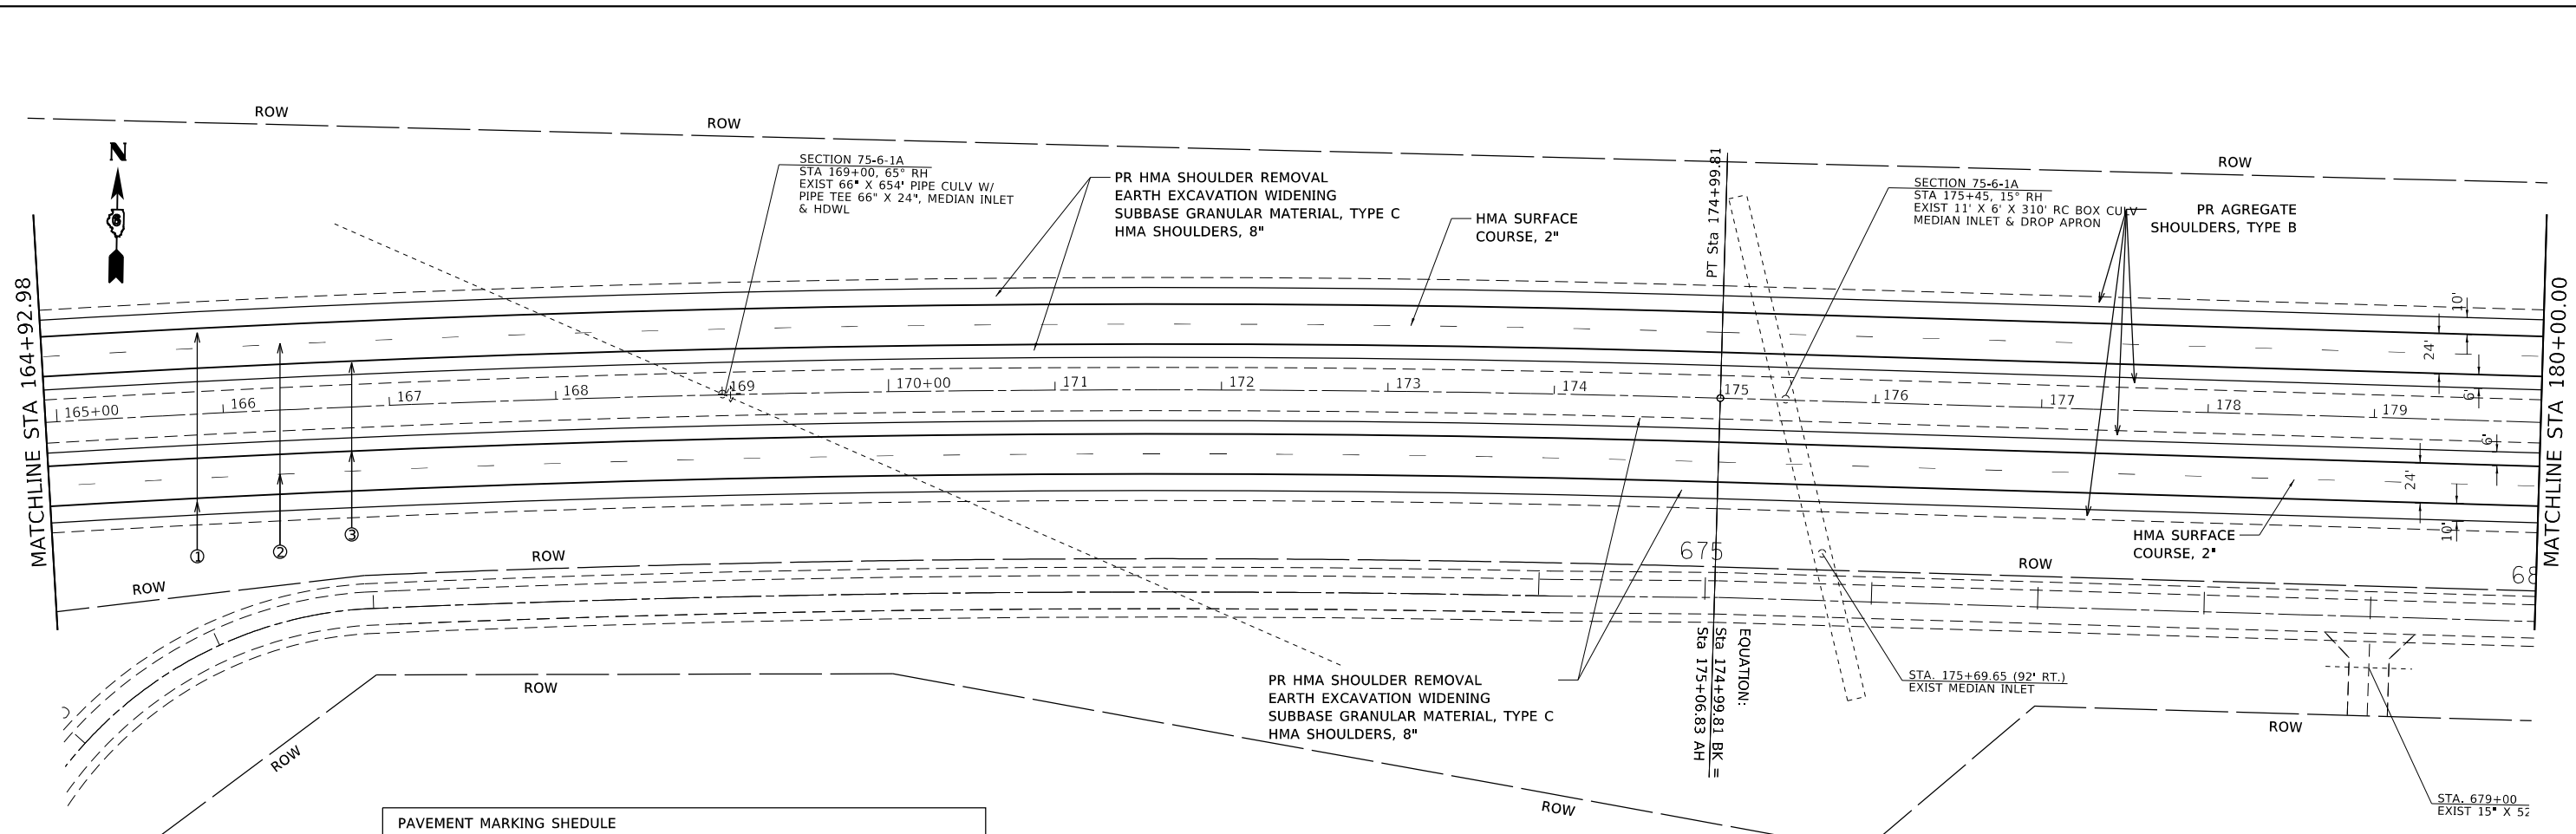 ROW
ROW
ROW
N
SECTION 75-6-1A
STA 169+00, 65° RH
EXIST 66" X 654' PIPE CULV W/
PIPE TEE 66" X 24", MEDIAN INLET
& HDWL
PR HMA SHOULDER REMOVAL
EARTH EXCAVATION WIDENING
SUBBASE GRANULAR MATERIAL, TYPE C
HMA SHOULDERS, 8"
HMA SURFACE
COURSE, 2"
PT Sta 174+99.81
SECTION 75-6-1A
STA 175+45, 15° RH
EXIST 11' X 6' X 310' RC BOX CULV
MEDIAN INLET & DROP APRON
PR AGREGATE
SHOULDERS, TYPE B
MATCHLINE STA 164+92.98
MATCHLINE STA 180+00.00
10'
24'
6'
6'
24'
10'
165+00
166
167
168
169
170+00
171
172
173
174
175
176
177
178
179
1
2
3
HMA SURFACE
COURSE, 2"
675
68
ROW
ROW
ROW
EQUATION:
Sta 174+99.81 BK =
Sta 175+06.83 AH
PR HMA SHOULDER REMOVAL
EARTH EXCAVATION WIDENING
SUBBASE GRANULAR MATERIAL, TYPE C
HMA SHOULDERS, 8"
STA. 175+69.65 (92' RT.)
EXIST MEDIAN INLET
ROW
ROW
ROW
ROW
STA. 679+00
EXIST 15" X 52
PAVEMENT MARKING SHEDULE